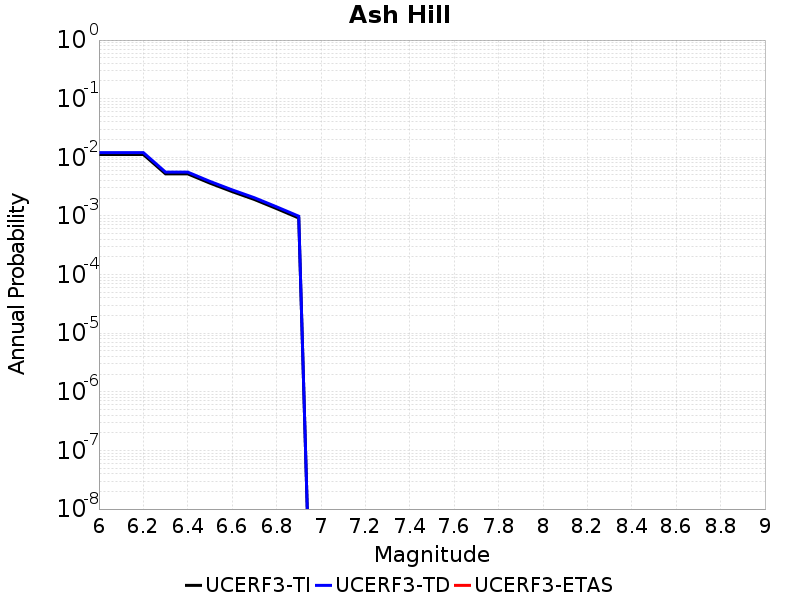 Ash Hill
10^0
10^-1
10^-2
10^-3
10^-4
10^-5
10^-6
10^-7
10^-8
Annual Probability
6 6.2 6.4 6.6 6.8 7 7.2 7.4 7.6 7.8 8 8.2 8.4 8.6 8.8 9
Magnitude
UCERF3-TI UCERF3-TD UCERF3-ETAS